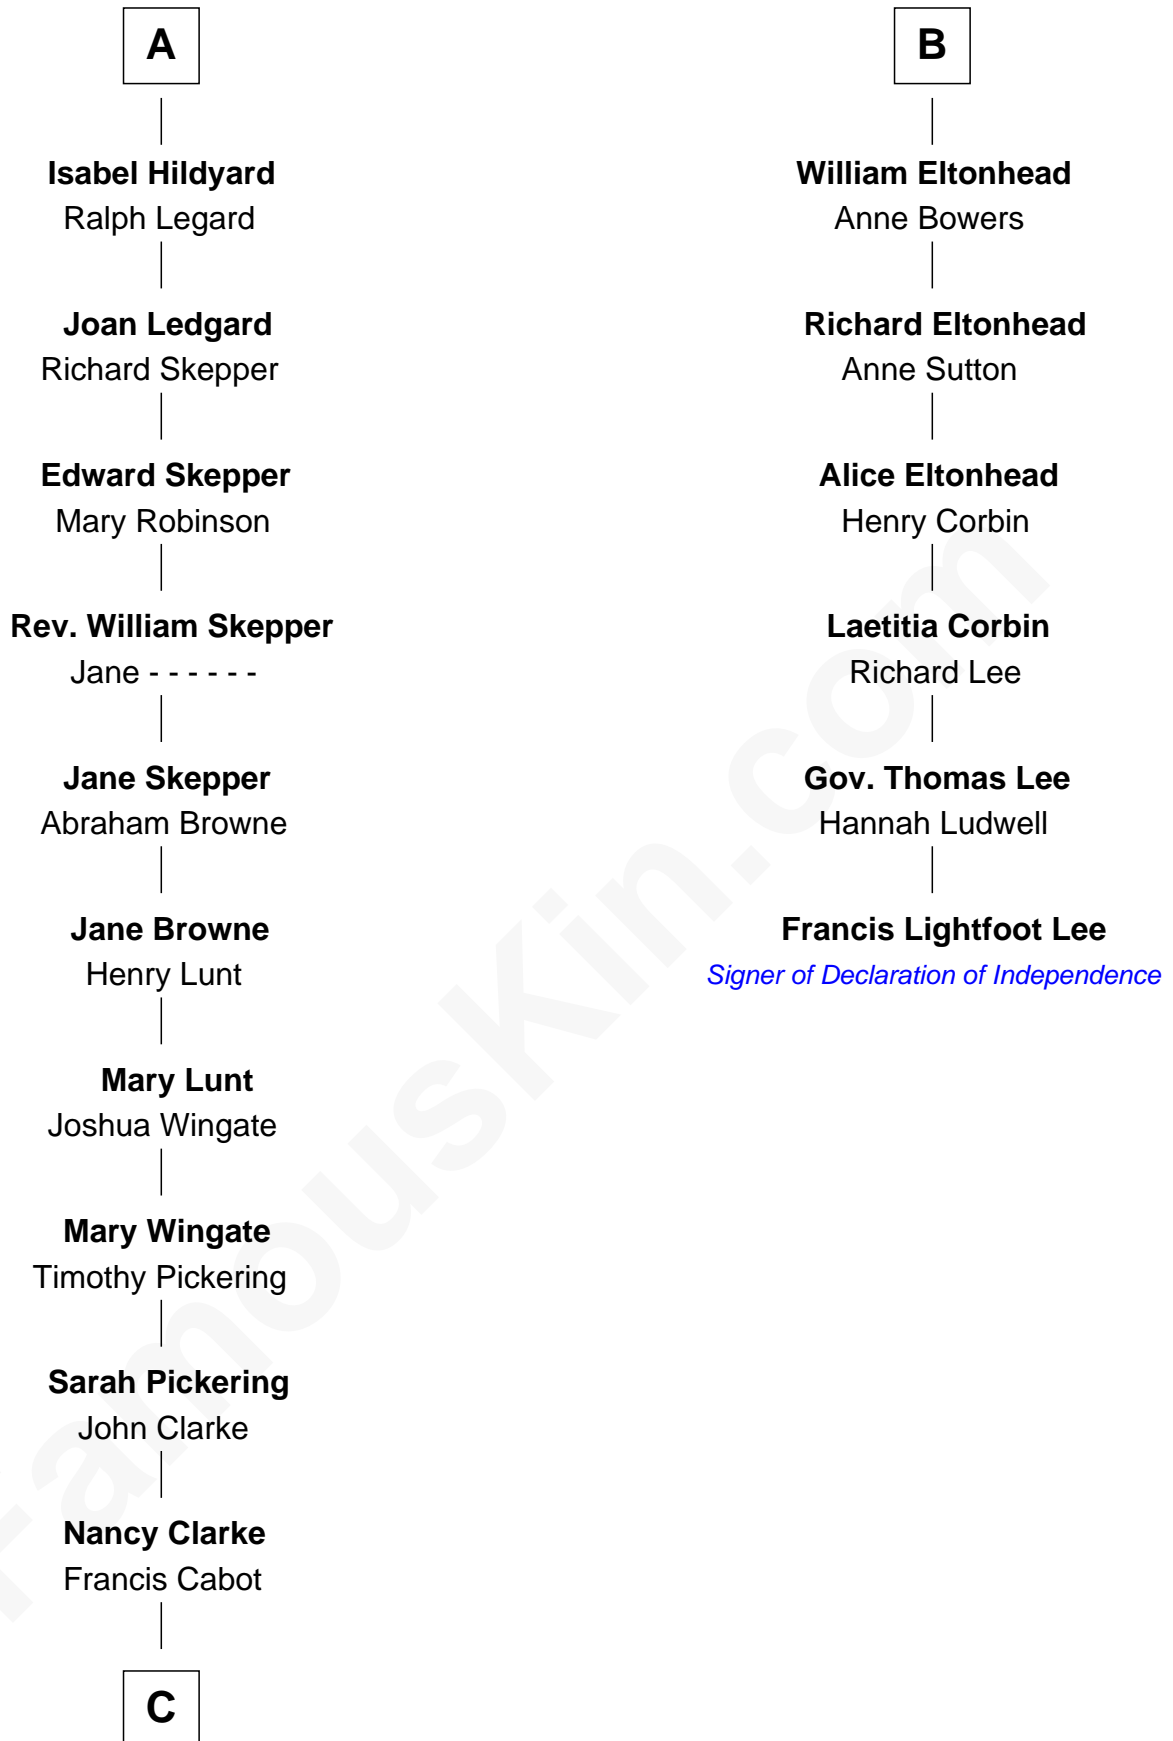 A
Isabel Hildyard
Ralph Legard
Joan Ledgard
Richard Skepper
Edward Skepper
Mary Robinson
Rev. William Skepper
Jane - - - - - -
Jane Skepper
Abraham Browne
Jane Browne
Henry Lunt
Mary Lunt
Joshua Wingate
Mary Wingate
Timothy Pickering
Sarah Pickering
John Clarke
Nancy Clarke
Francis Cabot
C
B
William Eltonhead
Anne Bowers
Richard Eltonhead
Anne Sutton
Alice Eltonhead
Henry Corbin
Laetitia Corbin
Richard Lee
Gov. Thomas Lee
Hannah Ludwell
Francis Lightfoot Lee
Signer of Declaration of Independence
FamousKin.com